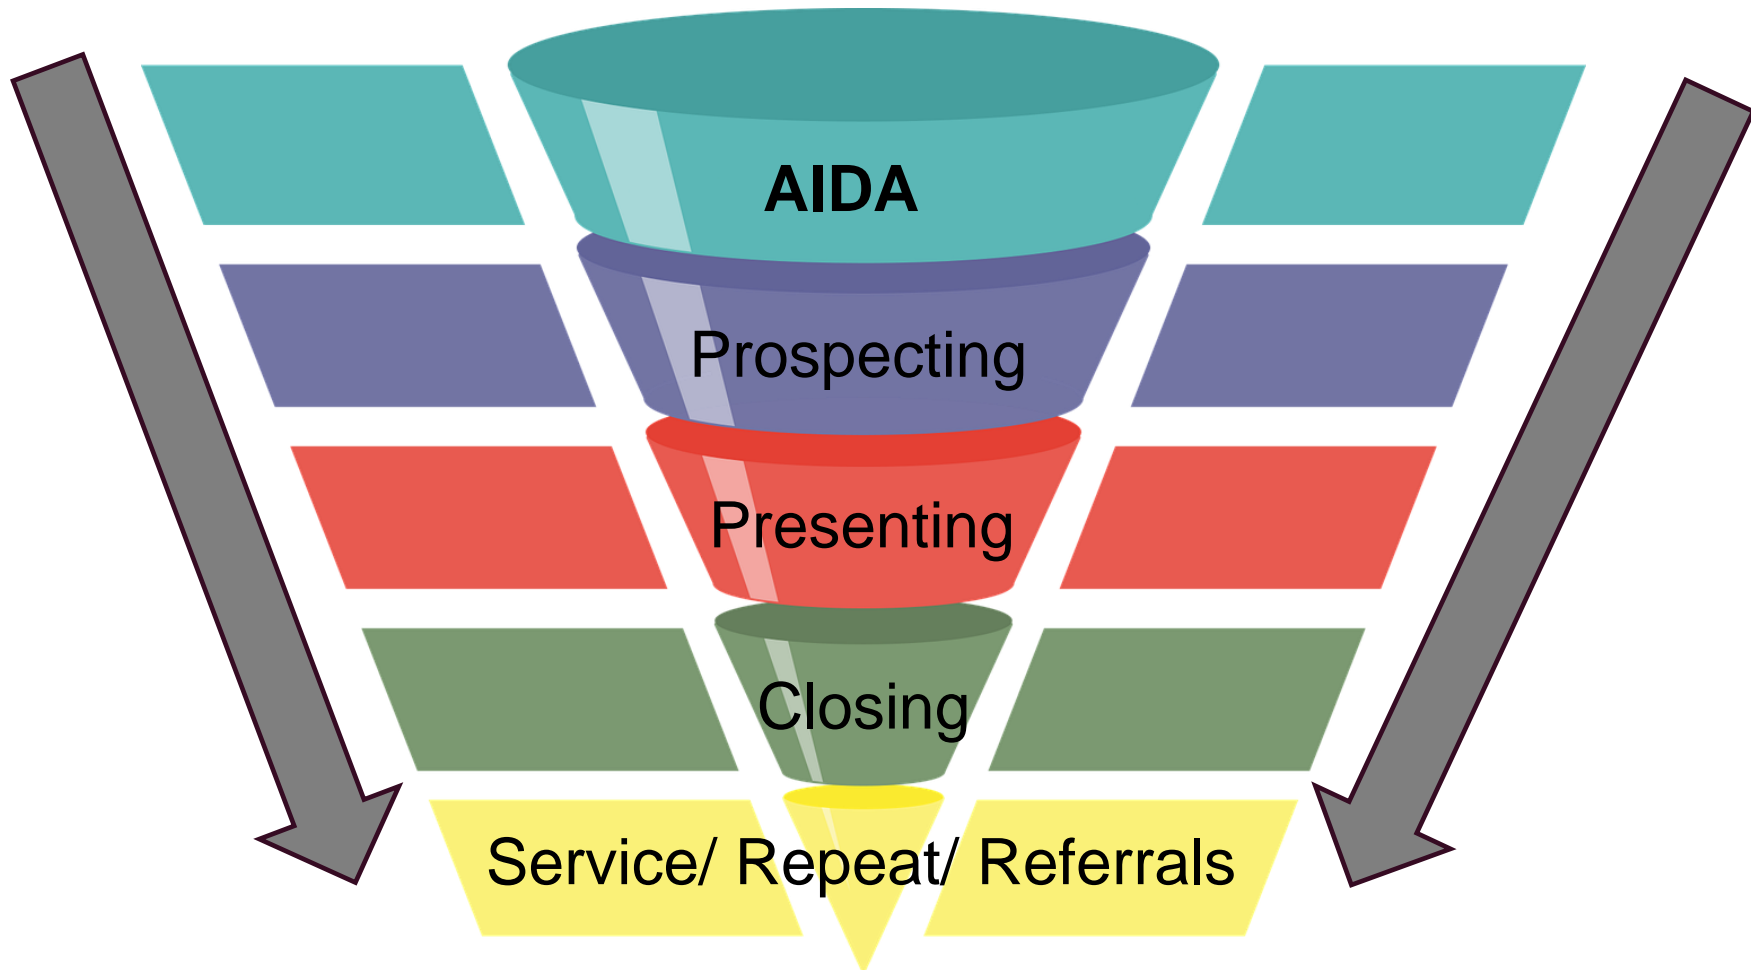 AIDA
Prospecting
Presenting
Closing
Service/ Repeat/ Referrals